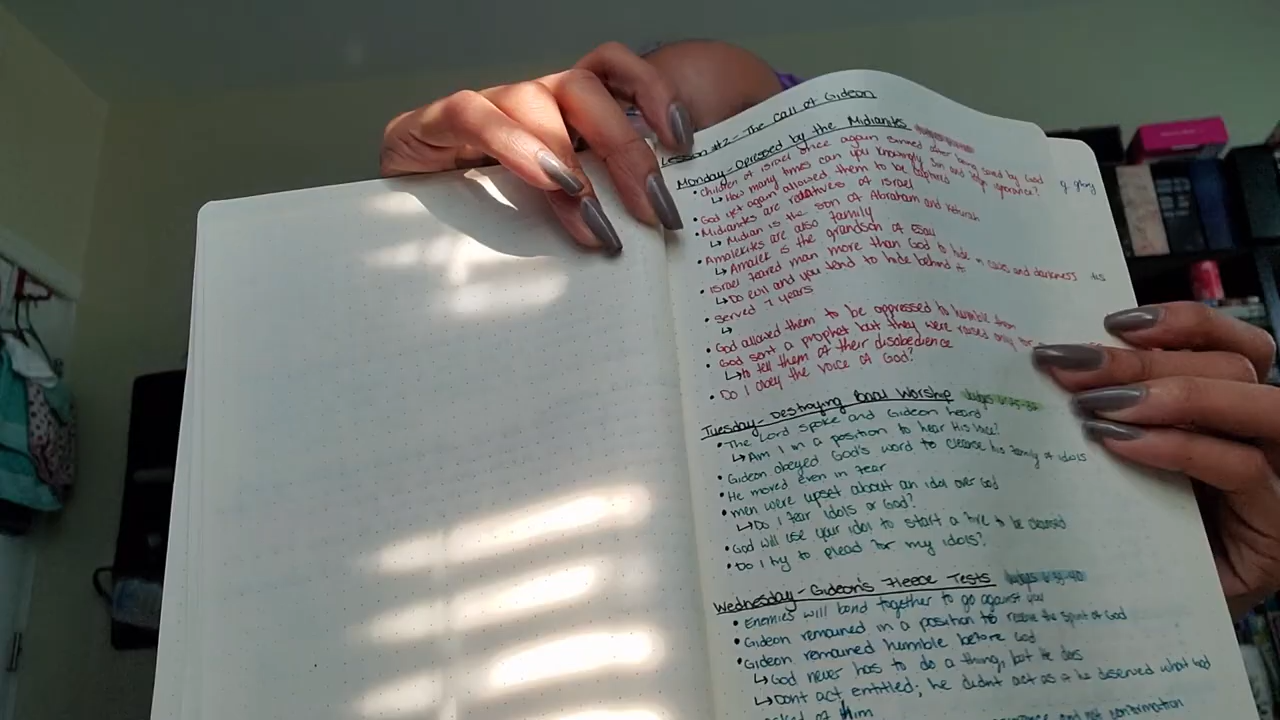 Lesson #2 - The Call of Gideon
Monday - Opressed by the Midianites
• Children of Israel once again sinned after being saved by God
↳ How many times can you knowingly sin and feign ignorance?
• God yet again allowed them to be captured
• Midianites are relatives of Israel
↳ Midian is the son of Abraham and Keturah
• Amalekites are also family
↳ Amalek is the grandson of Esau
• Israel feared man more than God to hide in caves and darkness
↳ Do evil and you tend to hide behind it
• Served 7 years
↳
• God allowed them to be oppressed to humble them
• God sent a prophet but they were raised only for
↳ to tell them of their disobedience
• Do I obey the voice of God?
Tuesday - Destroying Baal Worship
• The Lord spoke and Gideon heard
↳ Am I in a position to hear His voice?
• Gideon obeyed God's word to cleanse his family of idols
• He moved even in fear
• men were upset about an idol over God
↳ Do I fear idols or God?
• God will use your idol to start a fire to be cleansed
• Do I try to plead for my idols?
Wednesday - Gideon's Fleece Tests
• Enemies will bond together to go against you
• Gideon remained in a position to receive the spirit of God
• Gideon remained humble before God
↳ God never has to do a thing, but He does
↳ Dont act entitled; he didnt act as if he deserved what God
asked of Him
and not confirmation